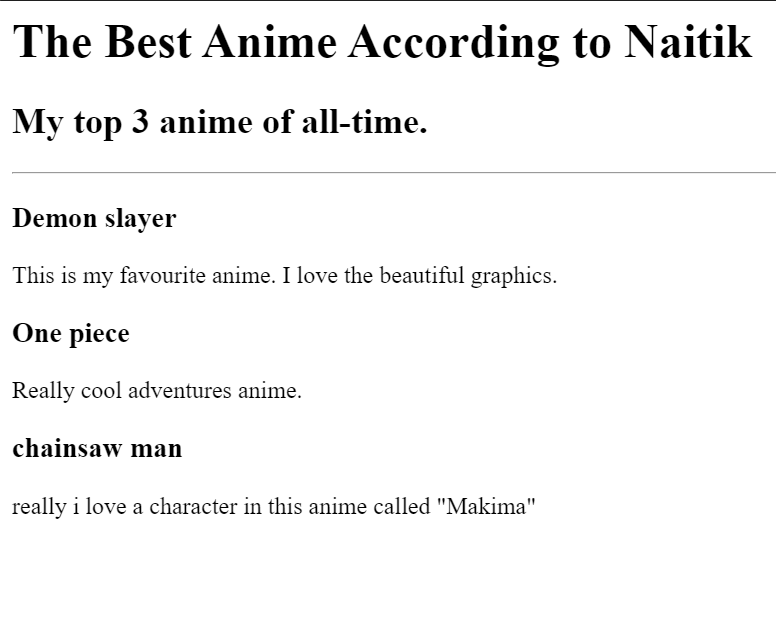 The Best Anime According to Naitik
My top 3 anime of all-time.
Demon slayer
This is my favourite anime. I love the beautiful graphics.
One piece
Really cool adventures anime.
chainsaw man
really i love a character in this anime called "Makima"